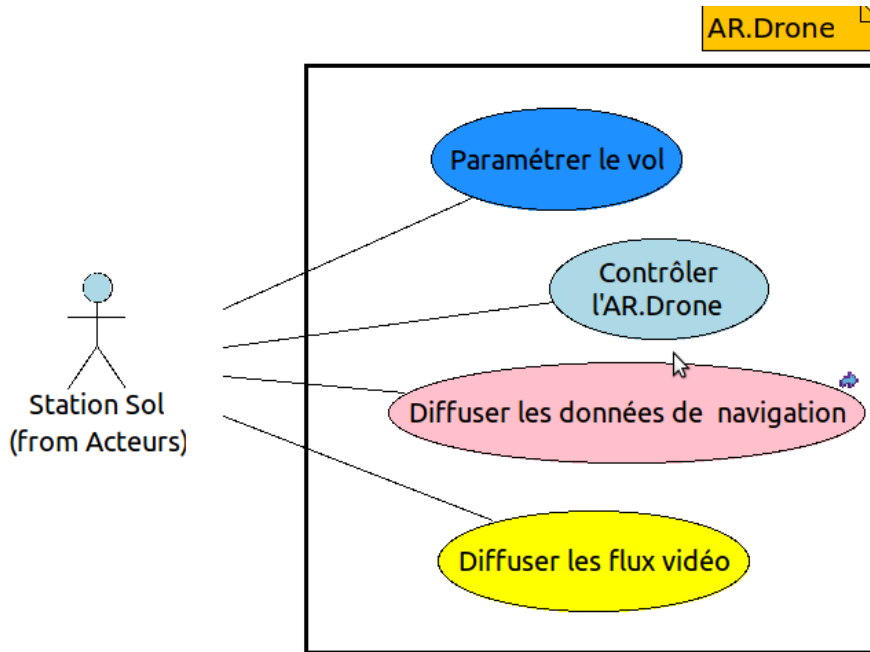 AR.Drone
Paramétrer le vol
Contrôler
l'AR.Drone
Station Sol
(from Acteurs)
Diffuser les données de navigation
Diffuser les flux vidéo